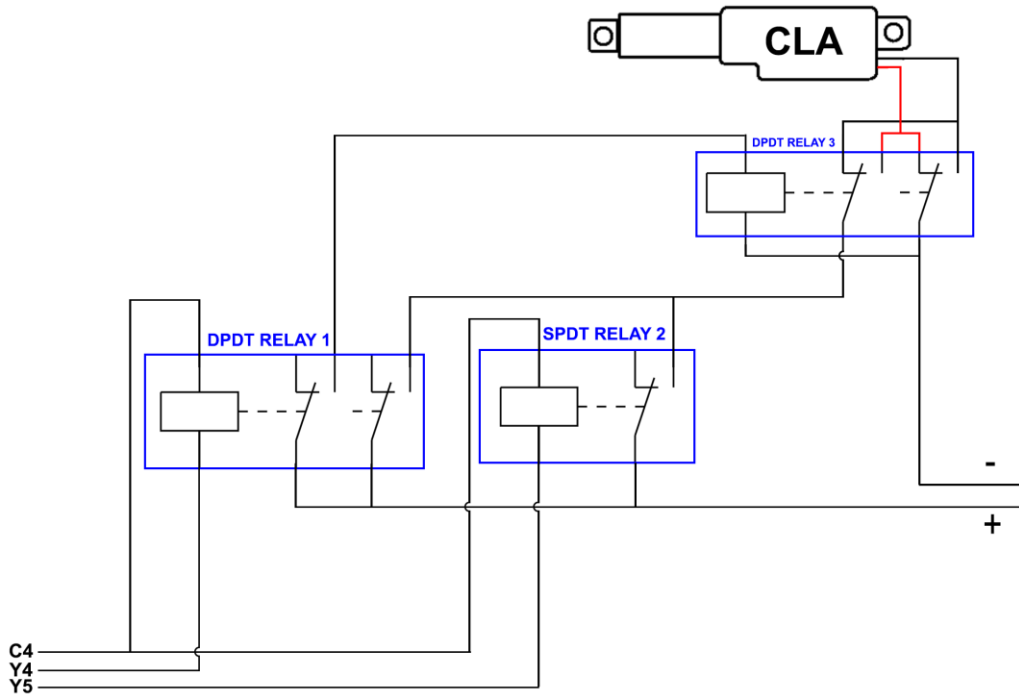 CLA
DPDT RELAY 3
DPDT RELAY 1
SPDT RELAY 2
-
+
C4
Y4
Y5